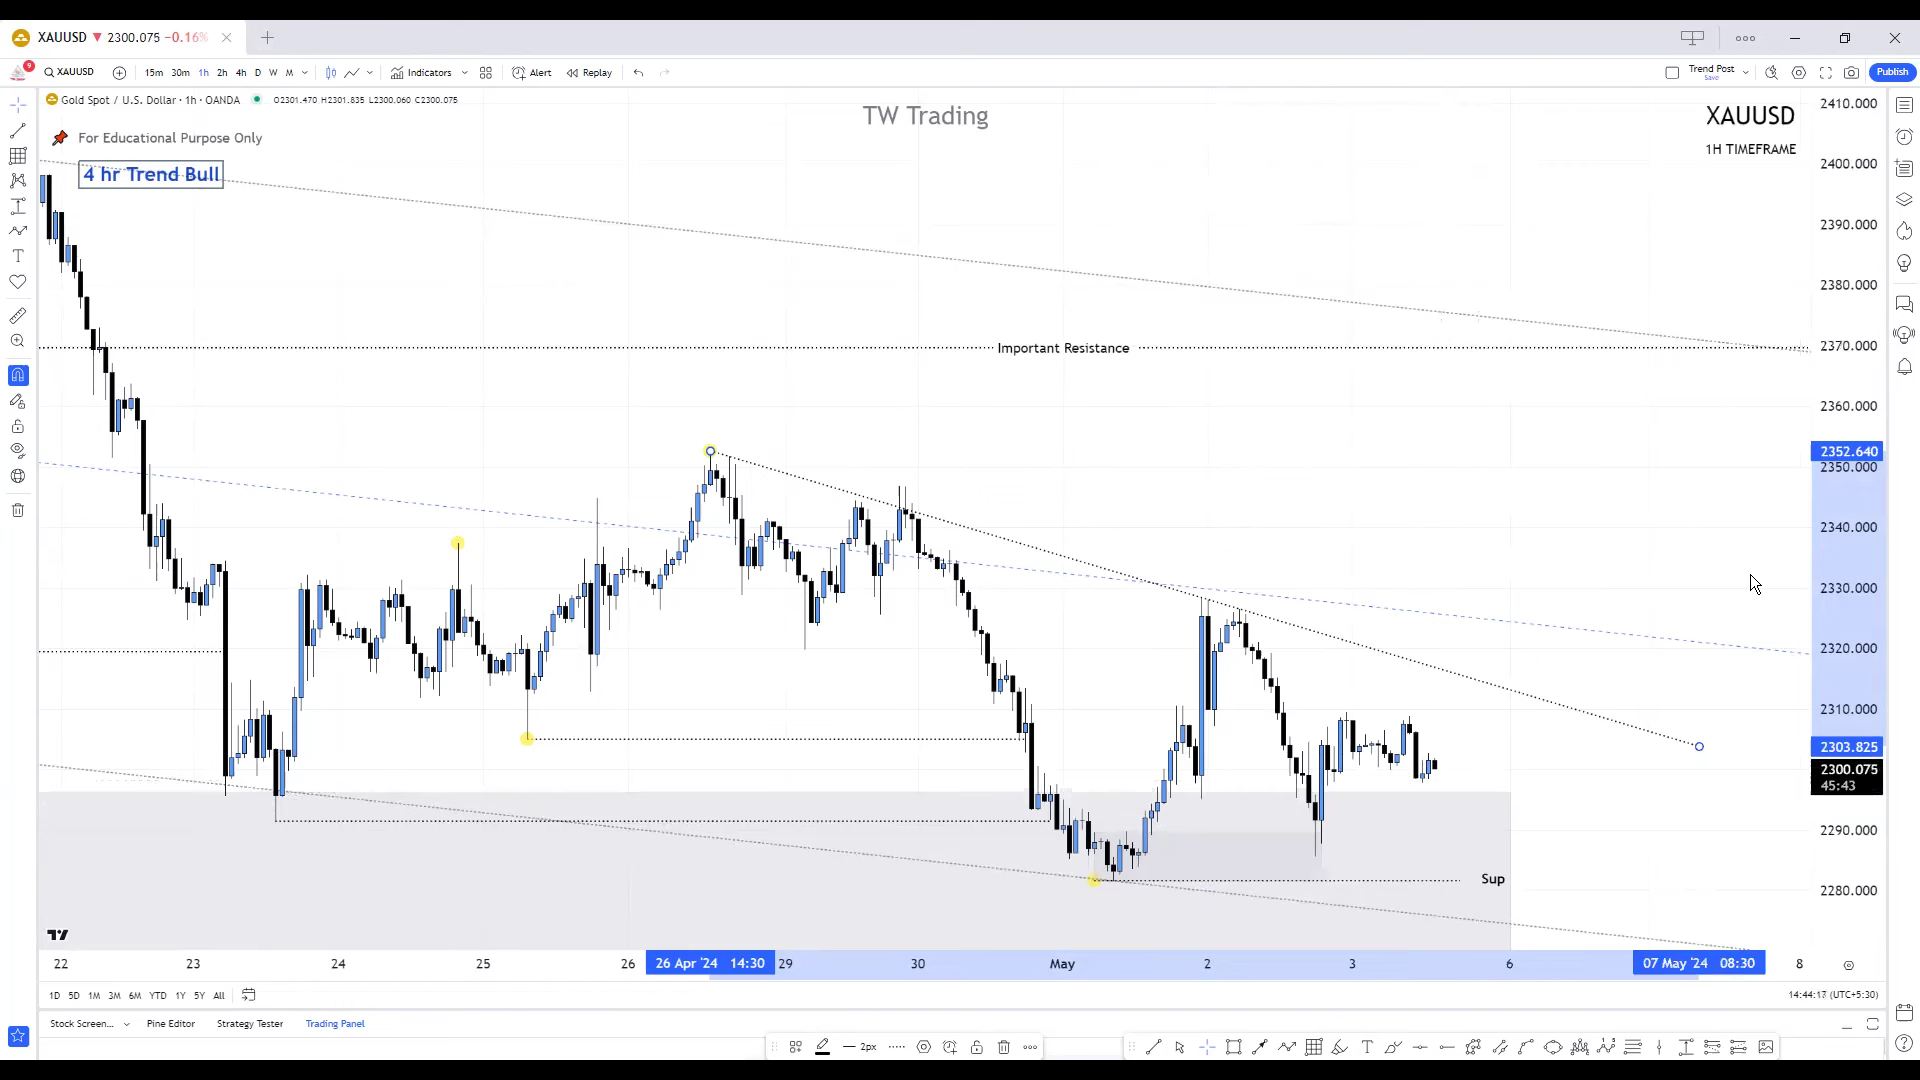 XAUUSD ▼ 2300.075 −0.16%
9
XAUUSD 15m 30m 1h 2h 4h D W M Indicators Alert Replay Trend Post Save Publish
Gold Spot / U.S. Dollar · 1h · OANDA O2301.470 H2301.835 L2300.060 C2300.075
TW Trading
XAUUSD
1H TIMEFRAME
For Educational Purpose Only
4 hr Trend Bull
Important Resistance
Sup
2410.000
2400.000
2390.000
2380.000
2370.000
2360.000
2352.640
2350.000
2340.000
2330.000
2320.000
2310.000
2303.825
2300.075
45:43
2290.000
2280.000
22 23 24 25 26 26 Apr '24 14:30 29 30 May 2 3 6 07 May '24 08:30 8
1D 5D 1M 3M 6M YTD 1Y 5Y All 14:44:17 (UTC+5:30)
Stock Screen... Pine Editor Strategy Tester Trading Panel
2px